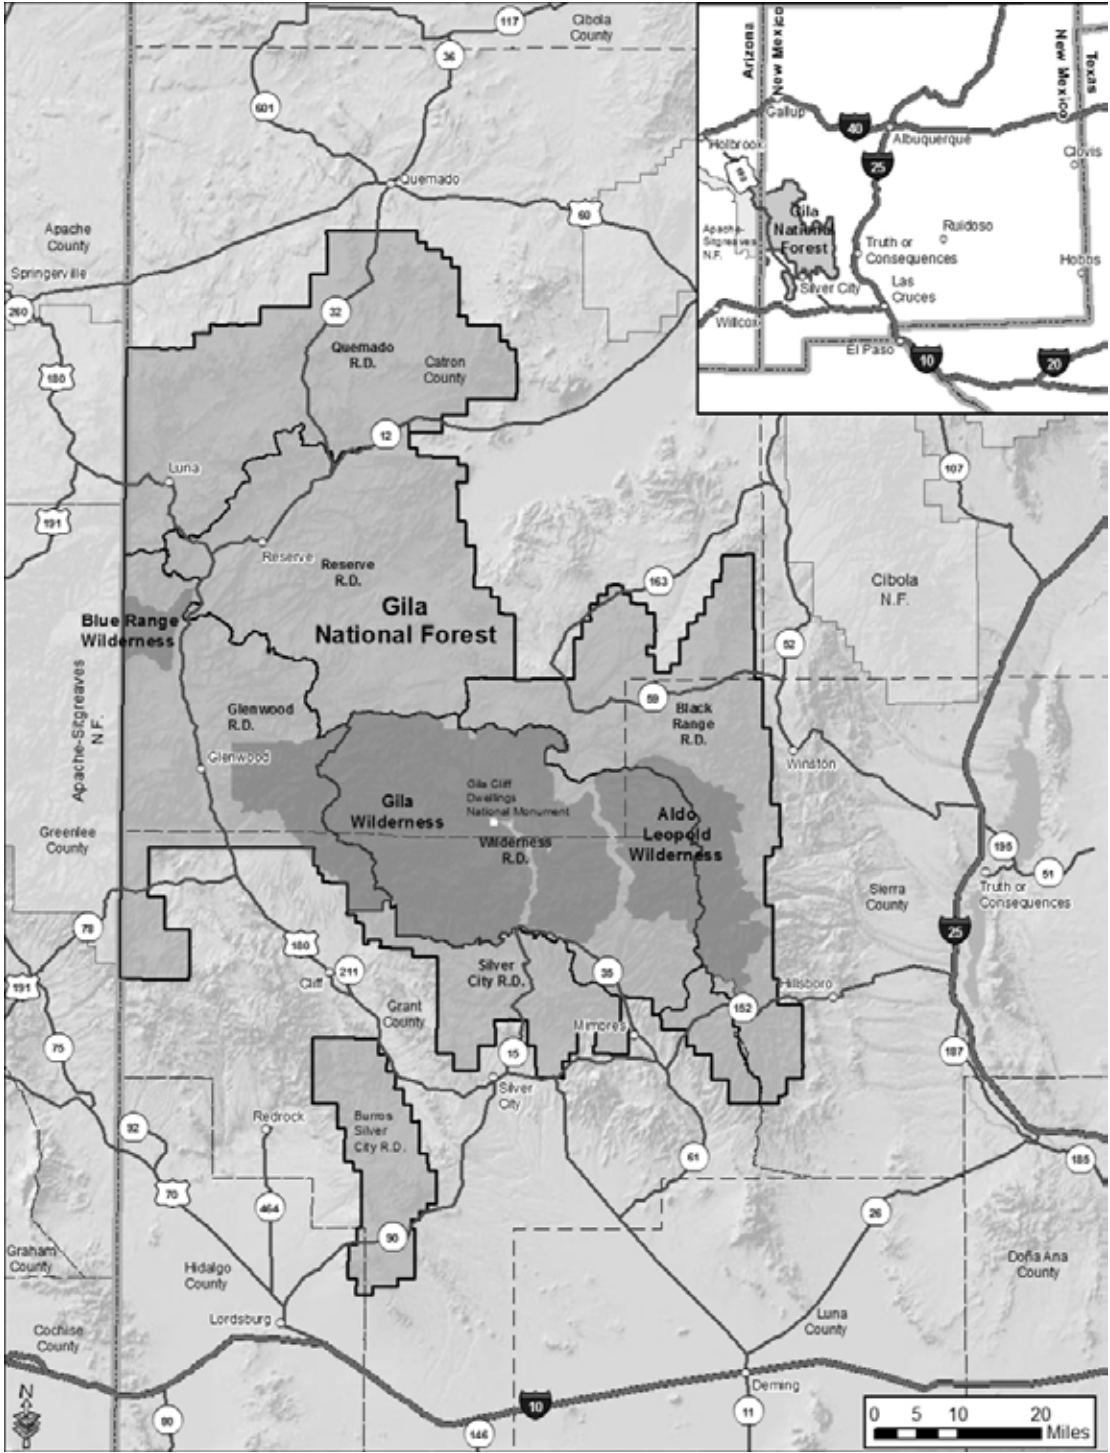 117
Cibola
County
36
601
Quemado
60
Apache
County
Springerville
260
32
180
Quemado
R.D.
Catron
County
12
Luna
191
Reserve
Reserve
R.D.
163
107
Cibola
N.F.
Gila
National Forest
Blue Range
Wilderness
52
59
Apache-Sitgreaves
N.F.
Glenwood
R.D.
Black
Range
R.D.
Glenwood
Winston
Gila Cliff
Dwellings
National Monument
Gila
Wilderness
Aldo
Leopold
Wilderness
Wilderness
R.D.
Greenlee
County
195
51
Truth or
Consequences
Sierra
County
78
25
180
211
Cliff
Silver
City R.D.
35
Hillsboro
191
Grant
County
152
Mimbres
75
15
187
Silver
City
Redrock
92
Burros
Silver
City R.D.
61
185
70
464
26
90
Graham
County
Hidalgo
County
Doña Ana
County
Lordsburg
Luna
County
Cochise
County
Deming
N
10
11
146
0 5 10 20
Miles
Arizona
New Mexico
Texas
New Mexico
Gallup
40
Albuquerque
Holbrook
25
Clovis
Gila
National
Forest
Apache-
Sitgreaves
N.F.
Ruidoso
Truth or
Consequences
Hobbs
Silver City
Las
Cruces
Willcox
El Paso
10
20